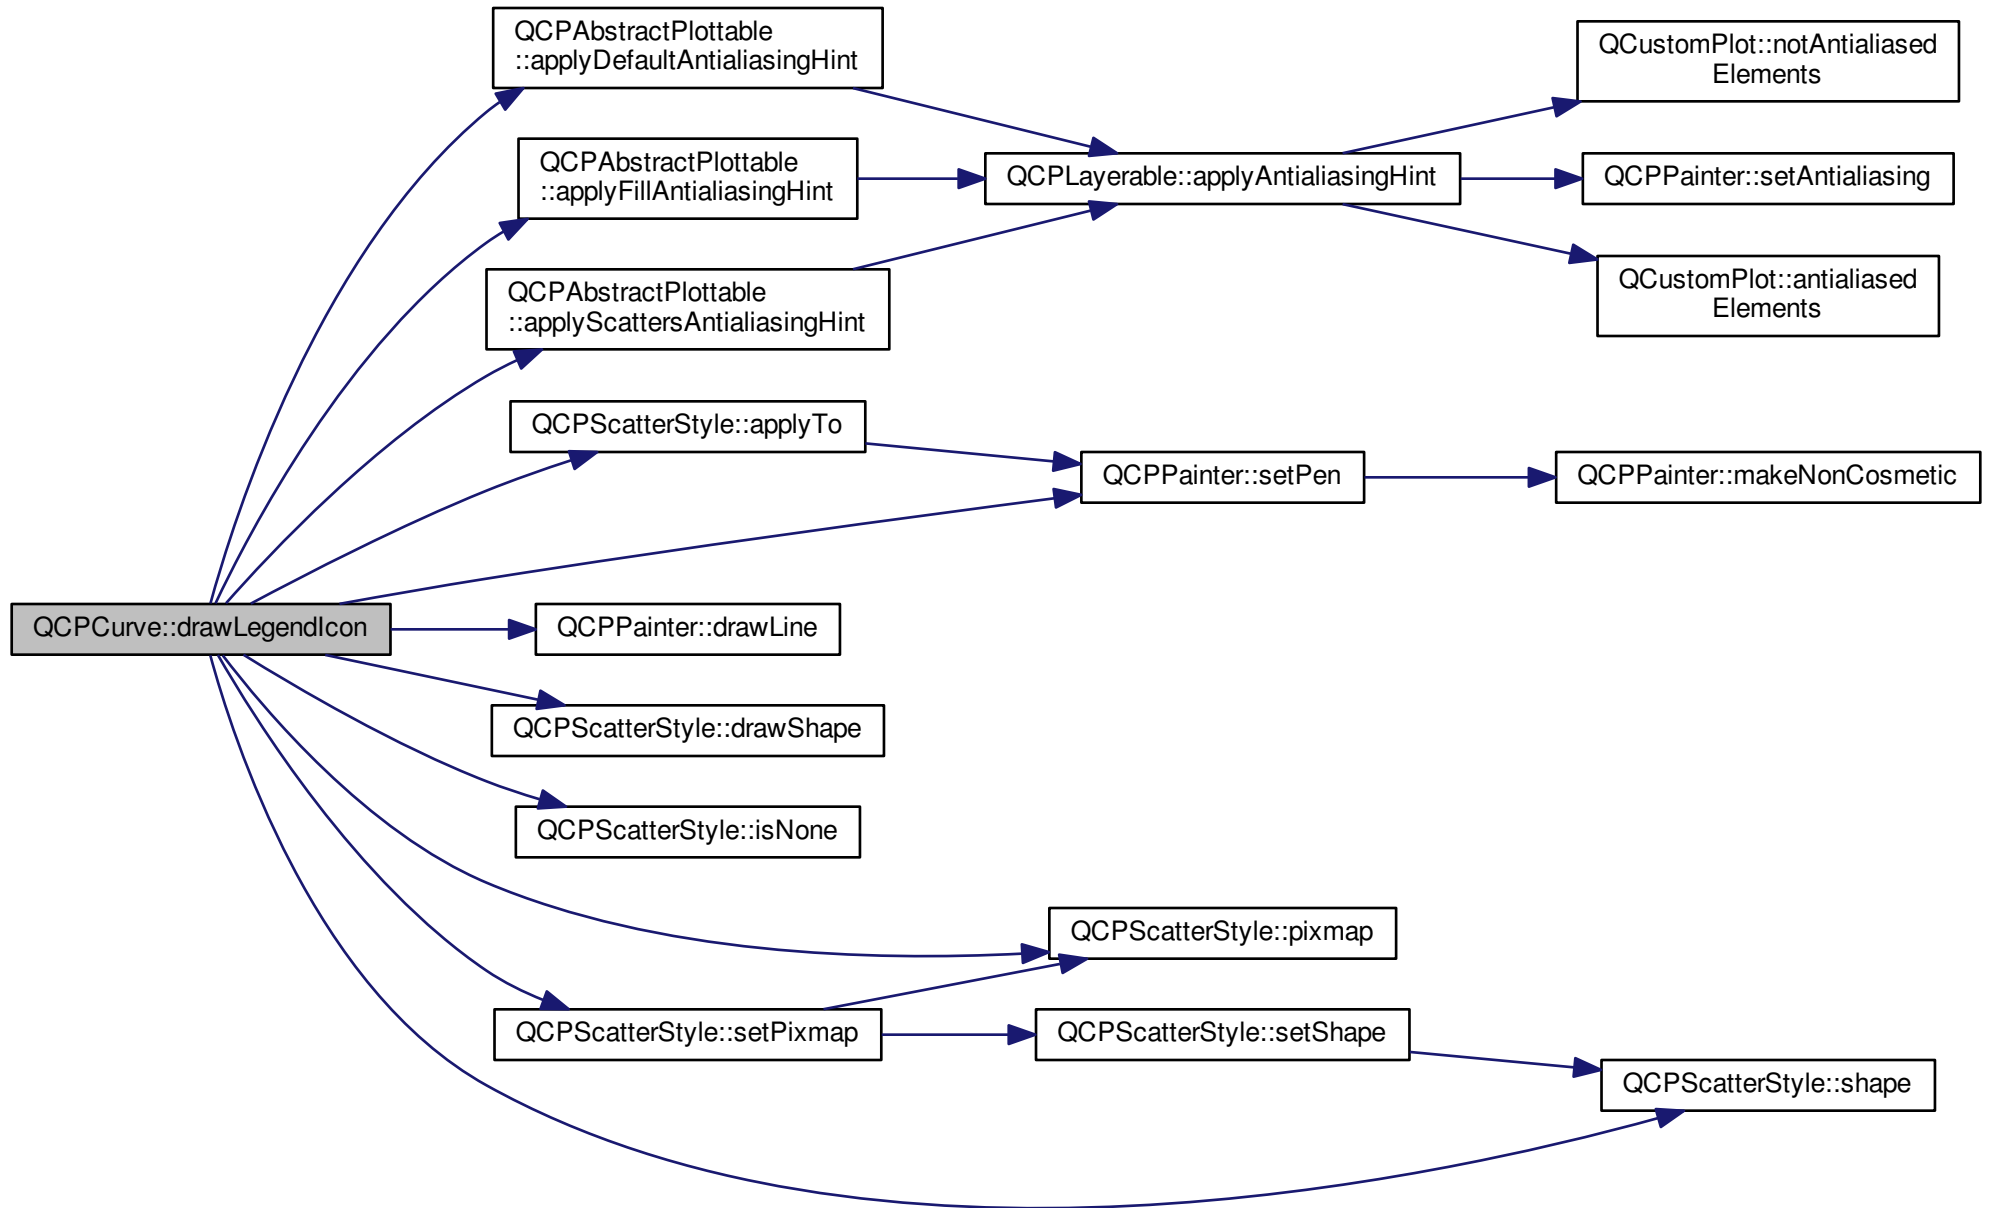 QCPAbstractPlottable
::applyDefaultAntialiasingHint
QCustomPlot::notAntialiased
Elements
QCPAbstractPlottable
::applyFillAntialiasingHint
QCPLayerable::applyAntialiasingHint
QCPPainter::setAntialiasing
QCPAbstractPlottable
::applyScattersAntialiasingHint
QCustomPlot::antialiased
Elements
QCPScatterStyle::applyTo
QCPPainter::setPen
QCPPainter::makeNonCosmetic
QCPCurve::drawLegendIcon
QCPPainter::drawLine
QCPScatterStyle::drawShape
QCPScatterStyle::isNone
QCPScatterStyle::pixmap
QCPScatterStyle::setPixmap
QCPScatterStyle::setShape
QCPScatterStyle::shape